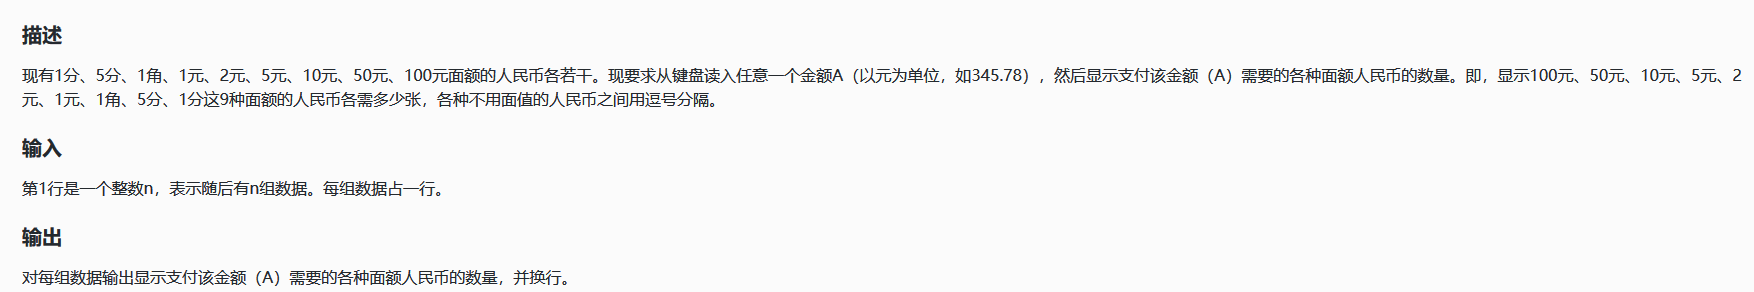 描述
现有1分、5分、1角、1元、2元、5元、10元、50元、100元面额的人民币各若干。现要求从键盘读入任意一个金额A（以元为单位，如345.78），然后显示支付该金额（A）需要的各种面额人民币的数量。即，显示100元、50元、10元、5元、2
元、1元、1角、5分、1分这9种面额的人民币各需多少张，各种不用面值的人民币之间用逗号分隔。
输入
第1行是一个整数n，表示随后有n组数据。每组数据占一行。
输出
对每组数据输出显示支付该金额（A）需要的各种面额人民币的数量，并换行。